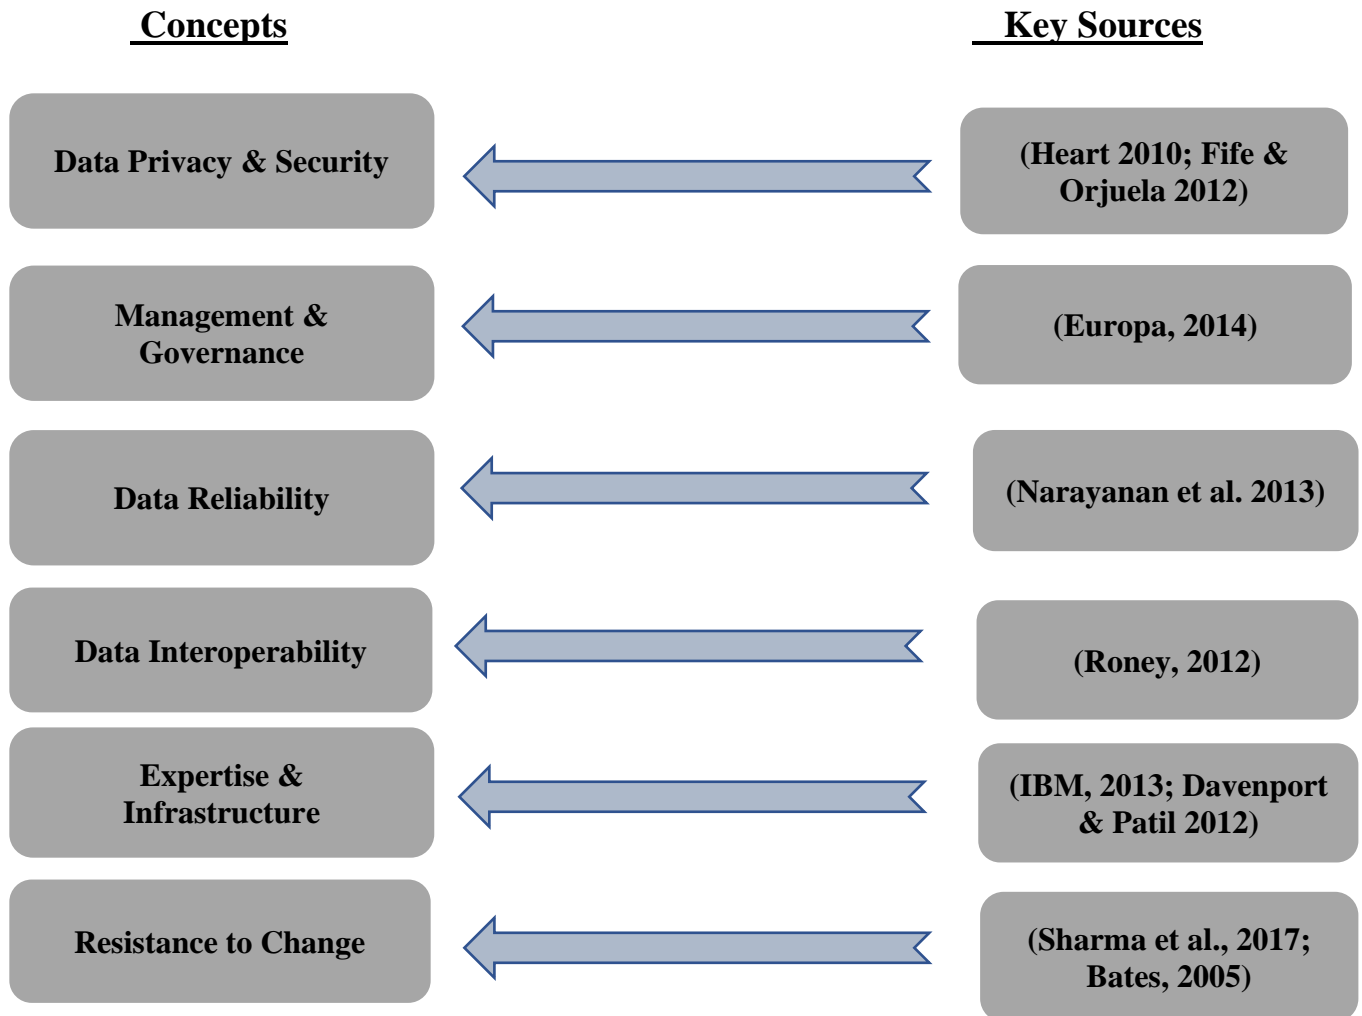 Concepts
Key Sources
Data Privacy & Security
(Heart 2010; Fife &
Orjuela 2012)
Management &
Governance
(Europa, 2014)
Data Reliability
(Narayanan et al. 2013)
Data Interoperability
(Roney, 2012)
Expertise &
Infrastructure
(IBM, 2013; Davenport
& Patil 2012)
Resistance to Change
(Sharma et al., 2017;
Bates, 2005)